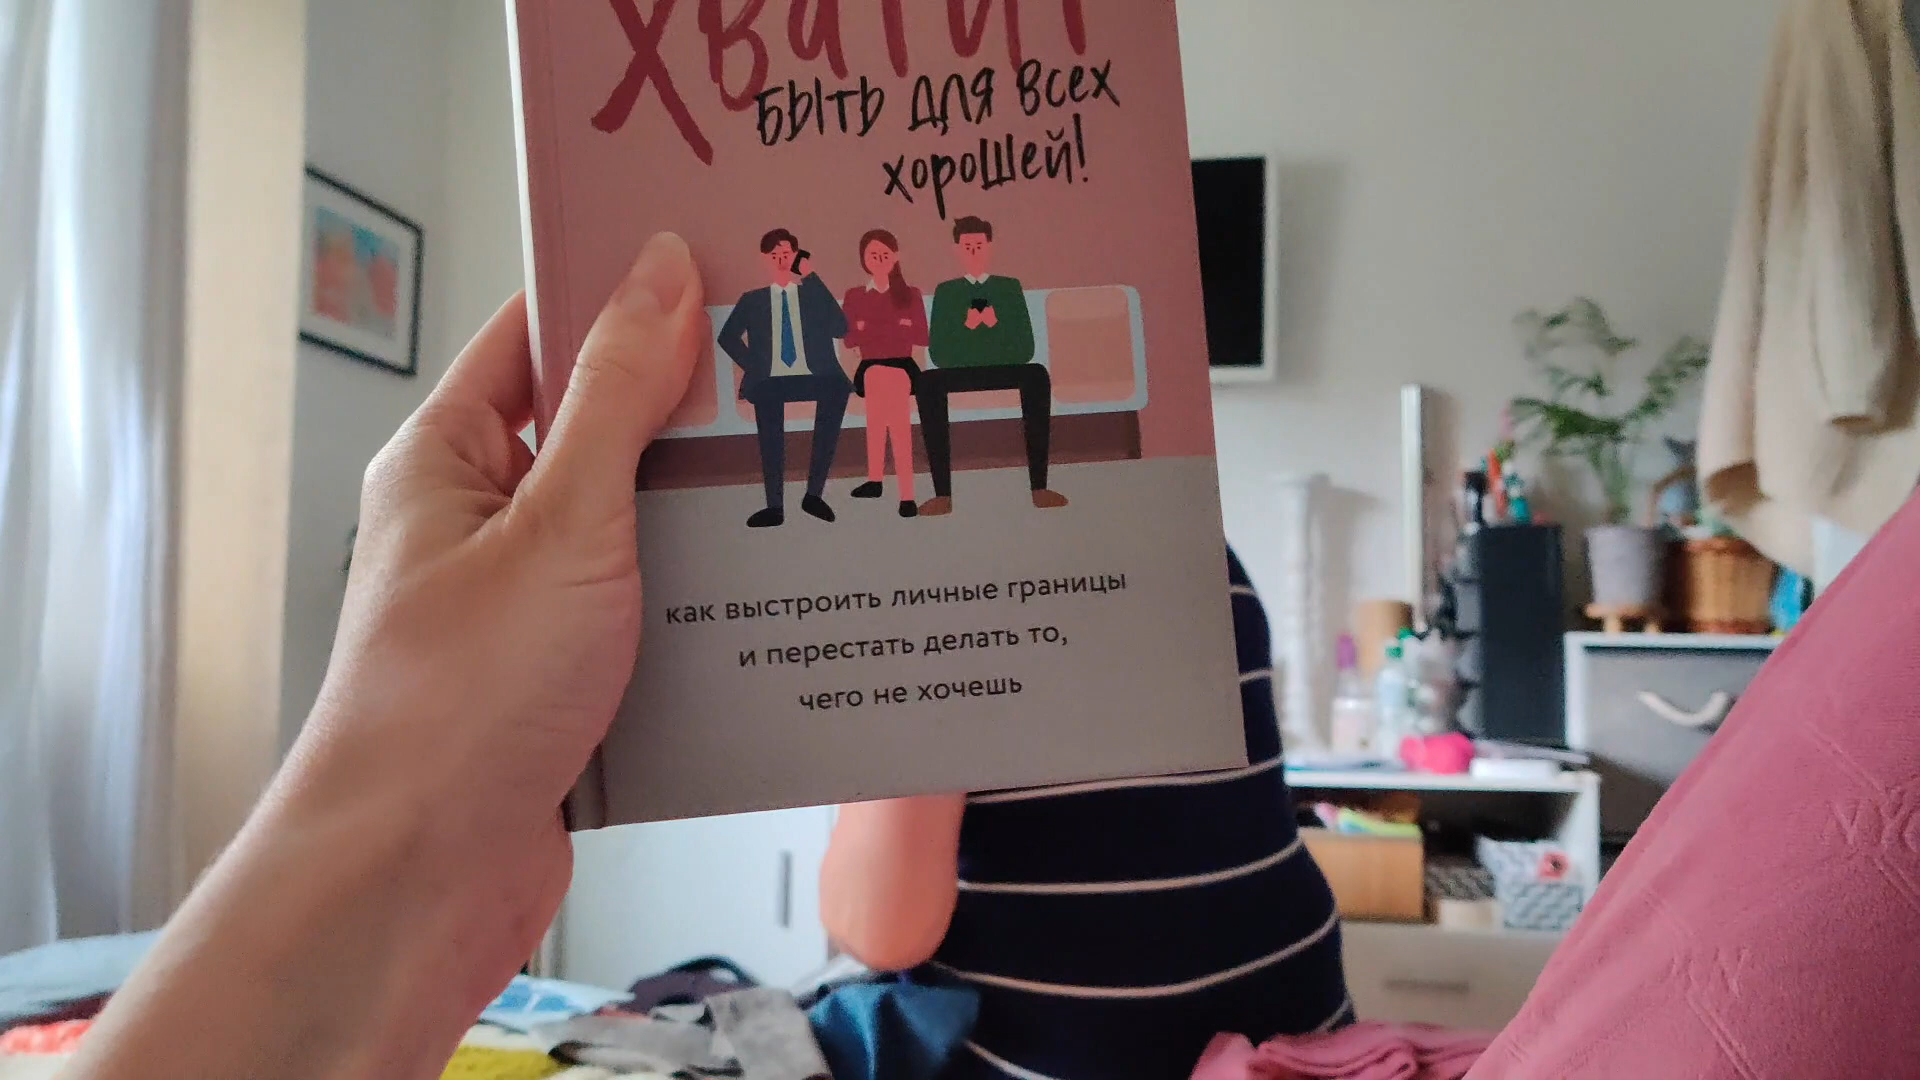 Хватит
быть для всех
хорошей!
как выстроить личные границы
и перестать делать то,
чего не хочешь